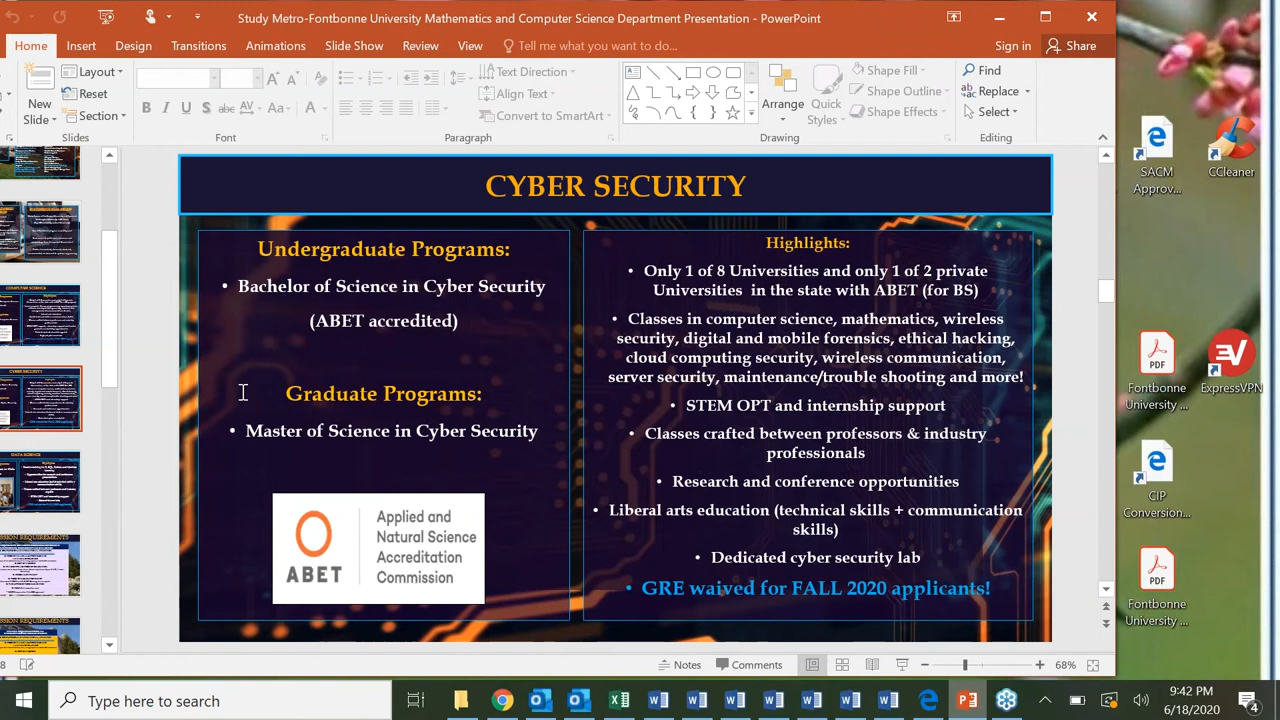 Study Metro-Fontbonne University Mathematics and Computer Science Department Presentation - PowerPoint
Home Insert Design Transitions Animations Slide Show Review View Tell me what you want to do... Sign in Share
New Slide
Layout
Reset
Section
Slides
Font
Text Direction
Align Text
Convert to SmartArt
Paragraph
Arrange
Quick Styles
Shape Fill
Shape Outline
Shape Effects
Drawing
Find
Replace
Select
Editing
CYBER SECURITY
Undergraduate Programs:
• Bachelor of Science in Cyber Security
(ABET accredited)
Graduate Programs:
• Master of Science in Cyber Security
ABET
Applied and
Natural Science
Accreditation
Commission
Highlights:
• Only 1 of 8 Universities and only 1 of 2 private
Universities in the state with ABET (for BS)
• Classes in computer science, mathematics, wireless
security, digital and mobile forensics, ethical hacking,
cloud computing security, wireless communication,
server security maintenance/troubleshooting and more!
• STEM OPT and internship support
• Classes crafted between professors & industry
professionals
• Research and conference opportunities
• Liberal arts education (technical skills + communication
skills)
• Dedicated cyber security lab
• GRE waived for FALL 2020 applicants!
COMPUTER SCIENCE
CYBER SECURITY
DATA SCIENCE
SACM
Approv...
CCleaner
Fontbonne
University ...
ExpressVPN
CIP
Conversion...
Fontbonne
University ...
Notes Comments 68%
Type here to search
9:42 PM
6/18/2020
4